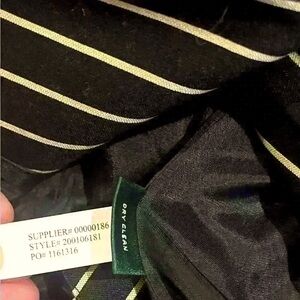 SUPPLIER# 00000186
STYLE# 200106181
PO# 1161316
DRY CLEAN